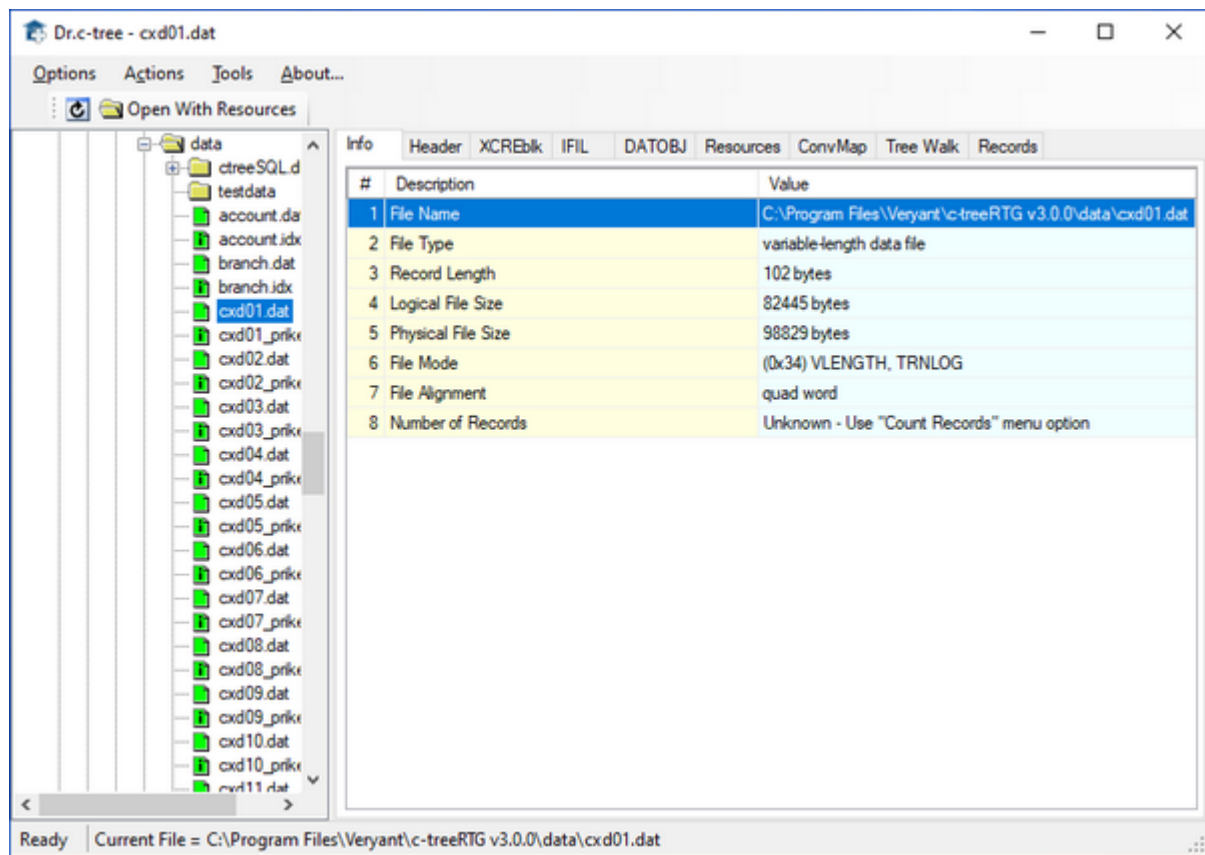 Dr.c-tree - cxd01.dat
Options Actions Tools About...
Open With Resources
data
ctreeSQL.d
testdata
account.da
account.idx
branch.dat
branch.idx
cxd01.dat
cxd01_prike
cxd02.dat
cxd02_prike
cxd03.dat
cxd03_prike
cxd04.dat
cxd04_prike
cxd05.dat
cxd05_prike
cxd06.dat
cxd06_prike
cxd07.dat
cxd07_prike
cxd08.dat
cxd08_prike
cxd09.dat
cxd09_prike
cxd10.dat
cxd10_prike
cxd11.dat
Info Header XCREblk IFIL DATOBJ Resources ConvMap Tree Walk Records
# Description Value
1 File Name C:\Program Files\Veryant\c-treeRTG v3.0.0\data\cxd01.dat
2 File Type variable-length data file
3 Record Length 102 bytes
4 Logical File Size 82445 bytes
5 Physical File Size 98829 bytes
6 File Mode (0x34) VLENGTH, TRNLOG
7 File Alignment quad word
8 Number of Records Unknown - Use "Count Records" menu option
Ready Current File = C:\Program Files\Veryant\c-treeRTG v3.0.0\data\cxd01.dat